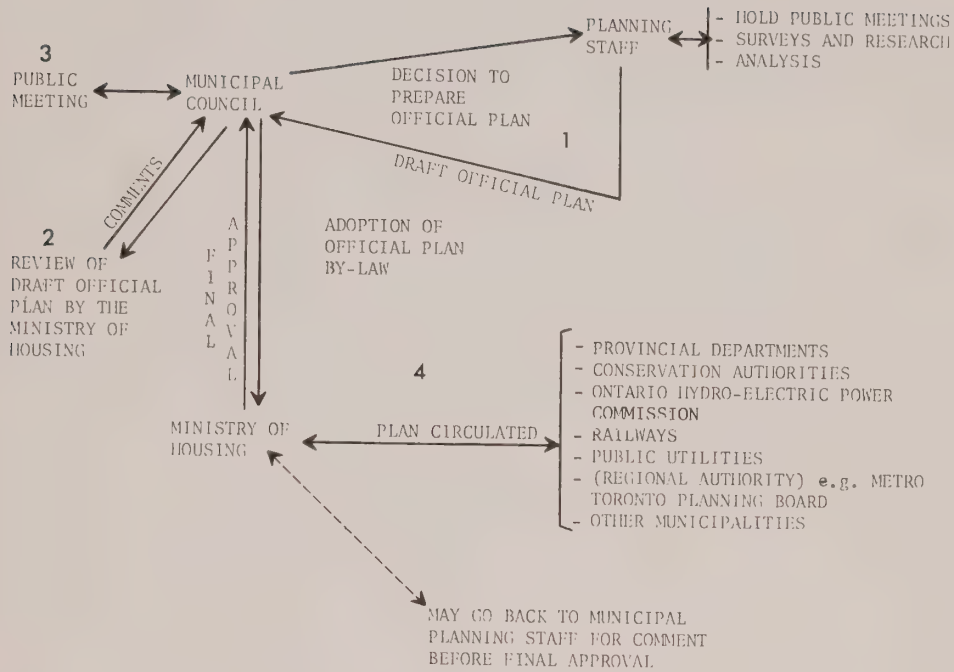 PLANNING
STAFF
- HOLD PUBLIC MEETINGS
- SURVEYS AND RESEARCH
- ANALYSIS
3
PUBLIC
MEETING
MUNICIPAL
COUNCIL
DECISION TO
PREPARE
OFFICIAL PLAN
1
DRAFT OFFICIAL PLAN
COMMENTS
2
REVIEW OF
DRAFT OFFICIAL
PLAN BY THE
MINISTRY OF
HOUSING
FINAL
APPROVAL
ADOPTION OF
OFFICIAL PLAN
BY-LAW
4
MINISTRY OF
HOUSING
PLAN CIRCULATED
- PROVINCIAL DEPARTMENTS
- CONSERVATION AUTHORITIES
- ONTARIO HYDRO-ELECTRIC POWER
COMMISSION
- RAILWAYS
- PUBLIC UTILITIES
- (REGIONAL AUTHORITY) e.g. METRO
TORONTO PLANNING BOARD
- OTHER MUNICIPALITIES
MAY GO BACK TO MUNICIPAL
PLANNING STAFF FOR COMMENT
BEFORE FINAL APPROVAL